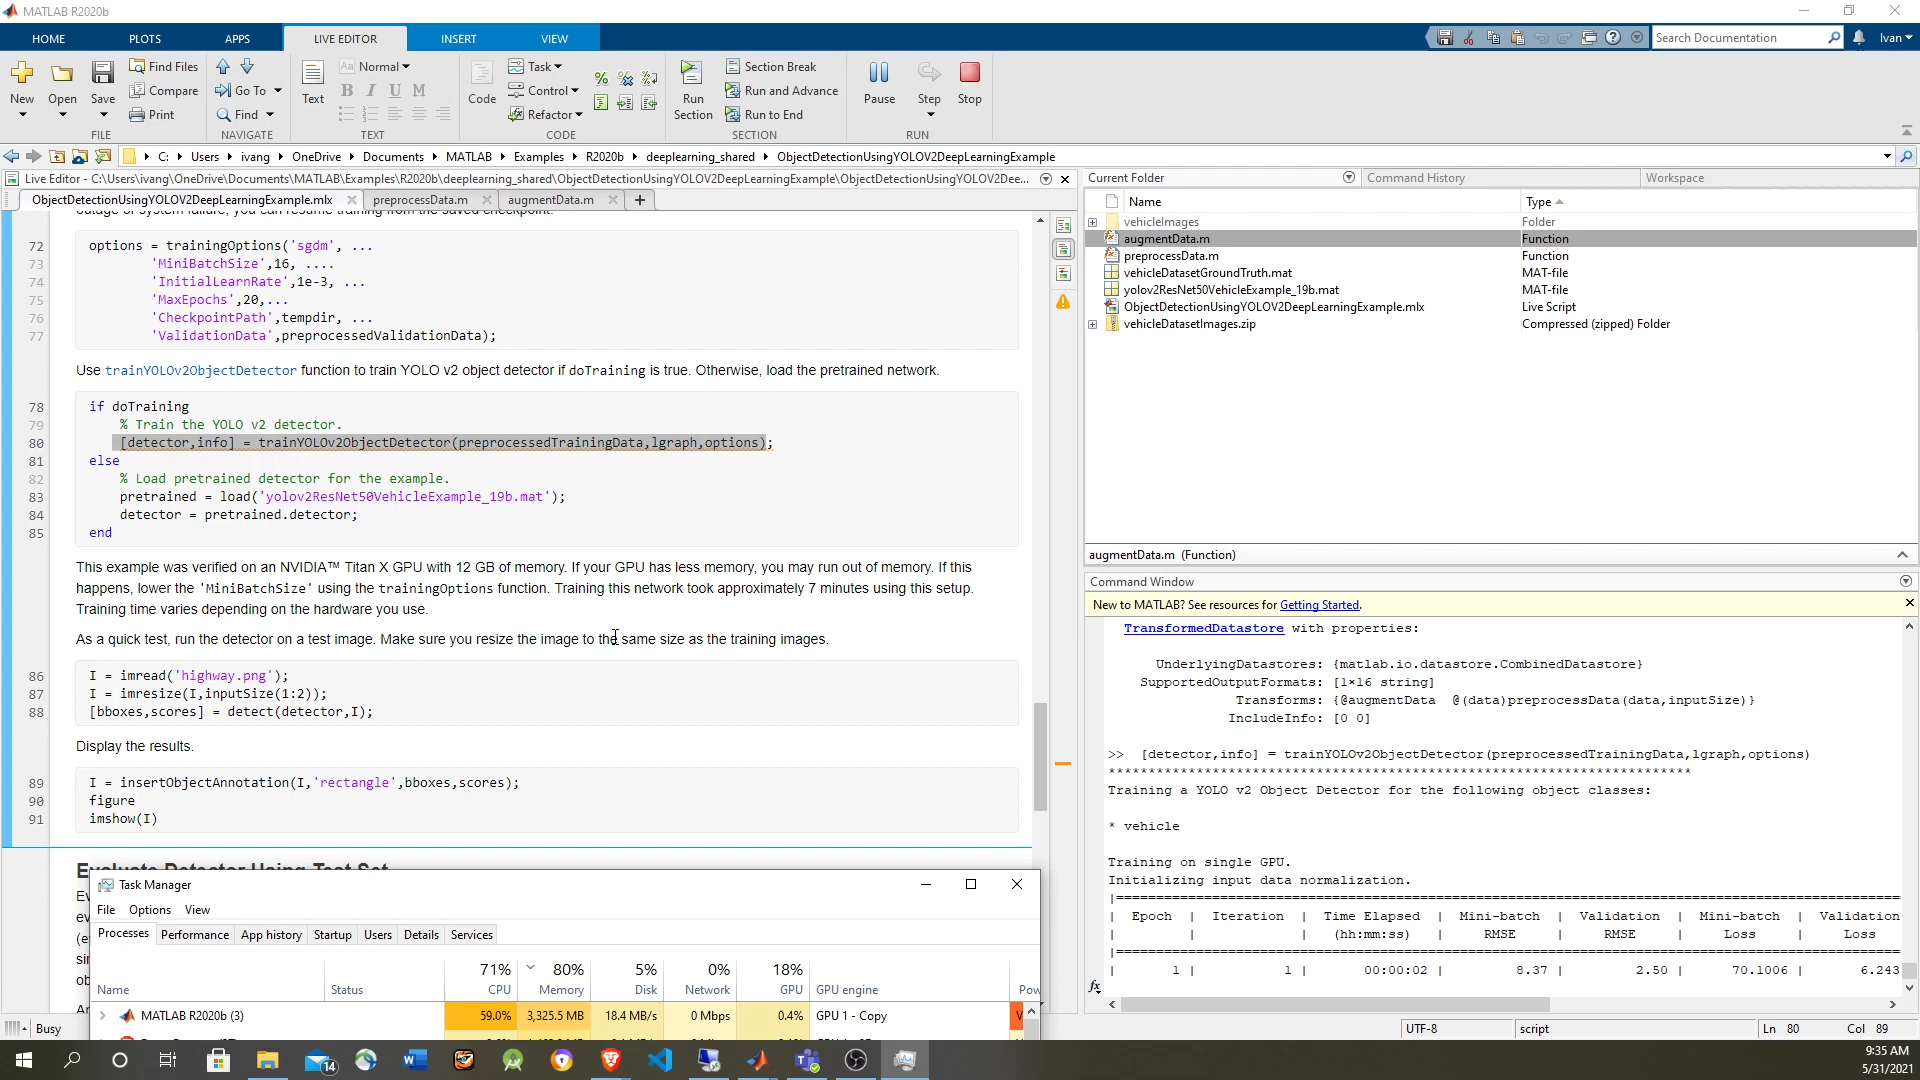 MATLAB R2020b
HOME PLOTS APPS LIVE EDITOR INSERT VIEW
Search Documentation
Ivan
New Open Save
Find Files
Compare
Print
FILE
Go To
Find
NAVIGATE
Text
Normal
B I U M
TEXT
Code
Task
Control
Refactor
CODE
Run Section
Section Break
Run and Advance
Run to End
SECTION
Pause Step Stop
RUN
C: Users ivang OneDrive Documents MATLAB Examples R2020b deeplearning_shared ObjectDetectionUsingYOLOV2DeepLearningExample
Live Editor - C:\Users\ivang\OneDrive\Documents\MATLAB\Examples\R2020b\deeplearning_shared\ObjectDetectionUsingYOLOV2DeepLearningExample\ObjectDetectionUsingYOLOV2Dee...
ObjectDetectionUsingYOLOV2DeepLearningExample.mlx preprocessData.m augmentData.m
outage or system failure, you can resume training from the saved checkpoint.
72 options = trainingOptions('sgdm', ...
73 'MiniBatchSize',16, ....
74 'InitialLearnRate',1e-3, ...
75 'MaxEpochs',20,...
76 'CheckpointPath',tempdir, ...
77 'ValidationData',preprocessedValidationData);
Use trainYOLOv2ObjectDetector function to train YOLO v2 object detector if doTraining is true. Otherwise, load the pretrained network.
78 if doTraining
79 % Train the YOLO v2 detector.
80 [detector,info] = trainYOLOv2ObjectDetector(preprocessedTrainingData,lgraph,options);
81 else
82 % Load pretrained detector for the example.
83 pretrained = load('yolov2ResNet50VehicleExample_19b.mat');
84 detector = pretrained.detector;
85 end
This example was verified on an NVIDIA™ Titan X GPU with 12 GB of memory. If your GPU has less memory, you may run out of memory. If this
happens, lower the 'MiniBatchSize' using the trainingOptions function. Training this network took approximately 7 minutes using this setup.
Training time varies depending on the hardware you use.
As a quick test, run the detector on a test image. Make sure you resize the image to the same size as the training images.
86 I = imread('highway.png');
87 I = imresize(I,inputSize(1:2));
88 [bboxes,scores] = detect(detector,I);
Display the results.
89 I = insertObjectAnnotation(I,'rectangle',bboxes,scores);
90 figure
91 imshow(I)
Evaluate Detector Using Test Set
Task Manager
File Options View
Processes Performance App history Startup Users Details Services
71% 80% 5% 0% 18%
Name Status CPU Memory Disk Network GPU GPU engine Pow
MATLAB R2020b (3) 59.0% 3,325.5 MB 18.4 MB/s 0 Mbps 0.4% GPU 1 - Copy V
Current Folder Command History Workspace
Name Type
vehicleImages Folder
augmentData.m Function
preprocessData.m Function
vehicleDatasetGroundTruth.mat MAT-file
yolov2ResNet50VehicleExample_19b.mat MAT-file
ObjectDetectionUsingYOLOV2DeepLearningExample.mlx Live Script
vehicleDatasetImages.zip Compressed (zipped) Folder
augmentData.m (Function)
Command Window
New to MATLAB? See resources for Getting Started.
TransformedDatastore with properties:
UnderlyingDatastores: {matlab.io.datastore.CombinedDatastore}
SupportedOutputFormats: [1×16 string]
Transforms: {@augmentData @(data)preprocessData(data,inputSize)}
IncludeInfo: [0 0]
>> [detector,info] = trainYOLOv2ObjectDetector(preprocessedTrainingData,lgraph,options)
*************************************************************************
Training a YOLO v2 Object Detector for the following object classes:
* vehicle
Training on single GPU.
Initializing input data normalization.
| Epoch | Iteration | Time Elapsed | Mini-batch | Validation | Mini-batch | Validation
| | | (hh:mm:ss) | RMSE | RMSE | Loss | Loss
| 1 | 1 | 00:00:02 | 8.37 | 2.50 | 70.1006 | 6.243
fx
Busy
UTF-8 script Ln 80 Col 89
14
9:35 AM
5/31/2021